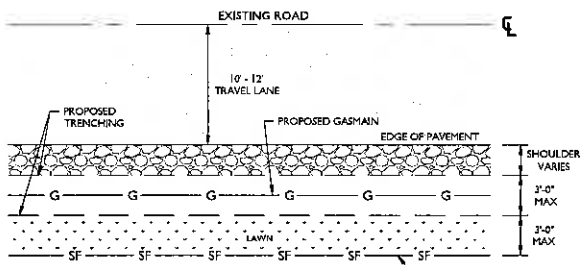 EXISTING ROAD
℄
10' - 12'
TRAVEL LANE
PROPOSED
TRENCHING
PROPOSED GASMAIN
EDGE OF PAVEMENT
SHOULDER
VARIES
G G G G G G
3'-0"
MAX
LAWN
3'-0"
MAX
SF SF SF SF SF SF